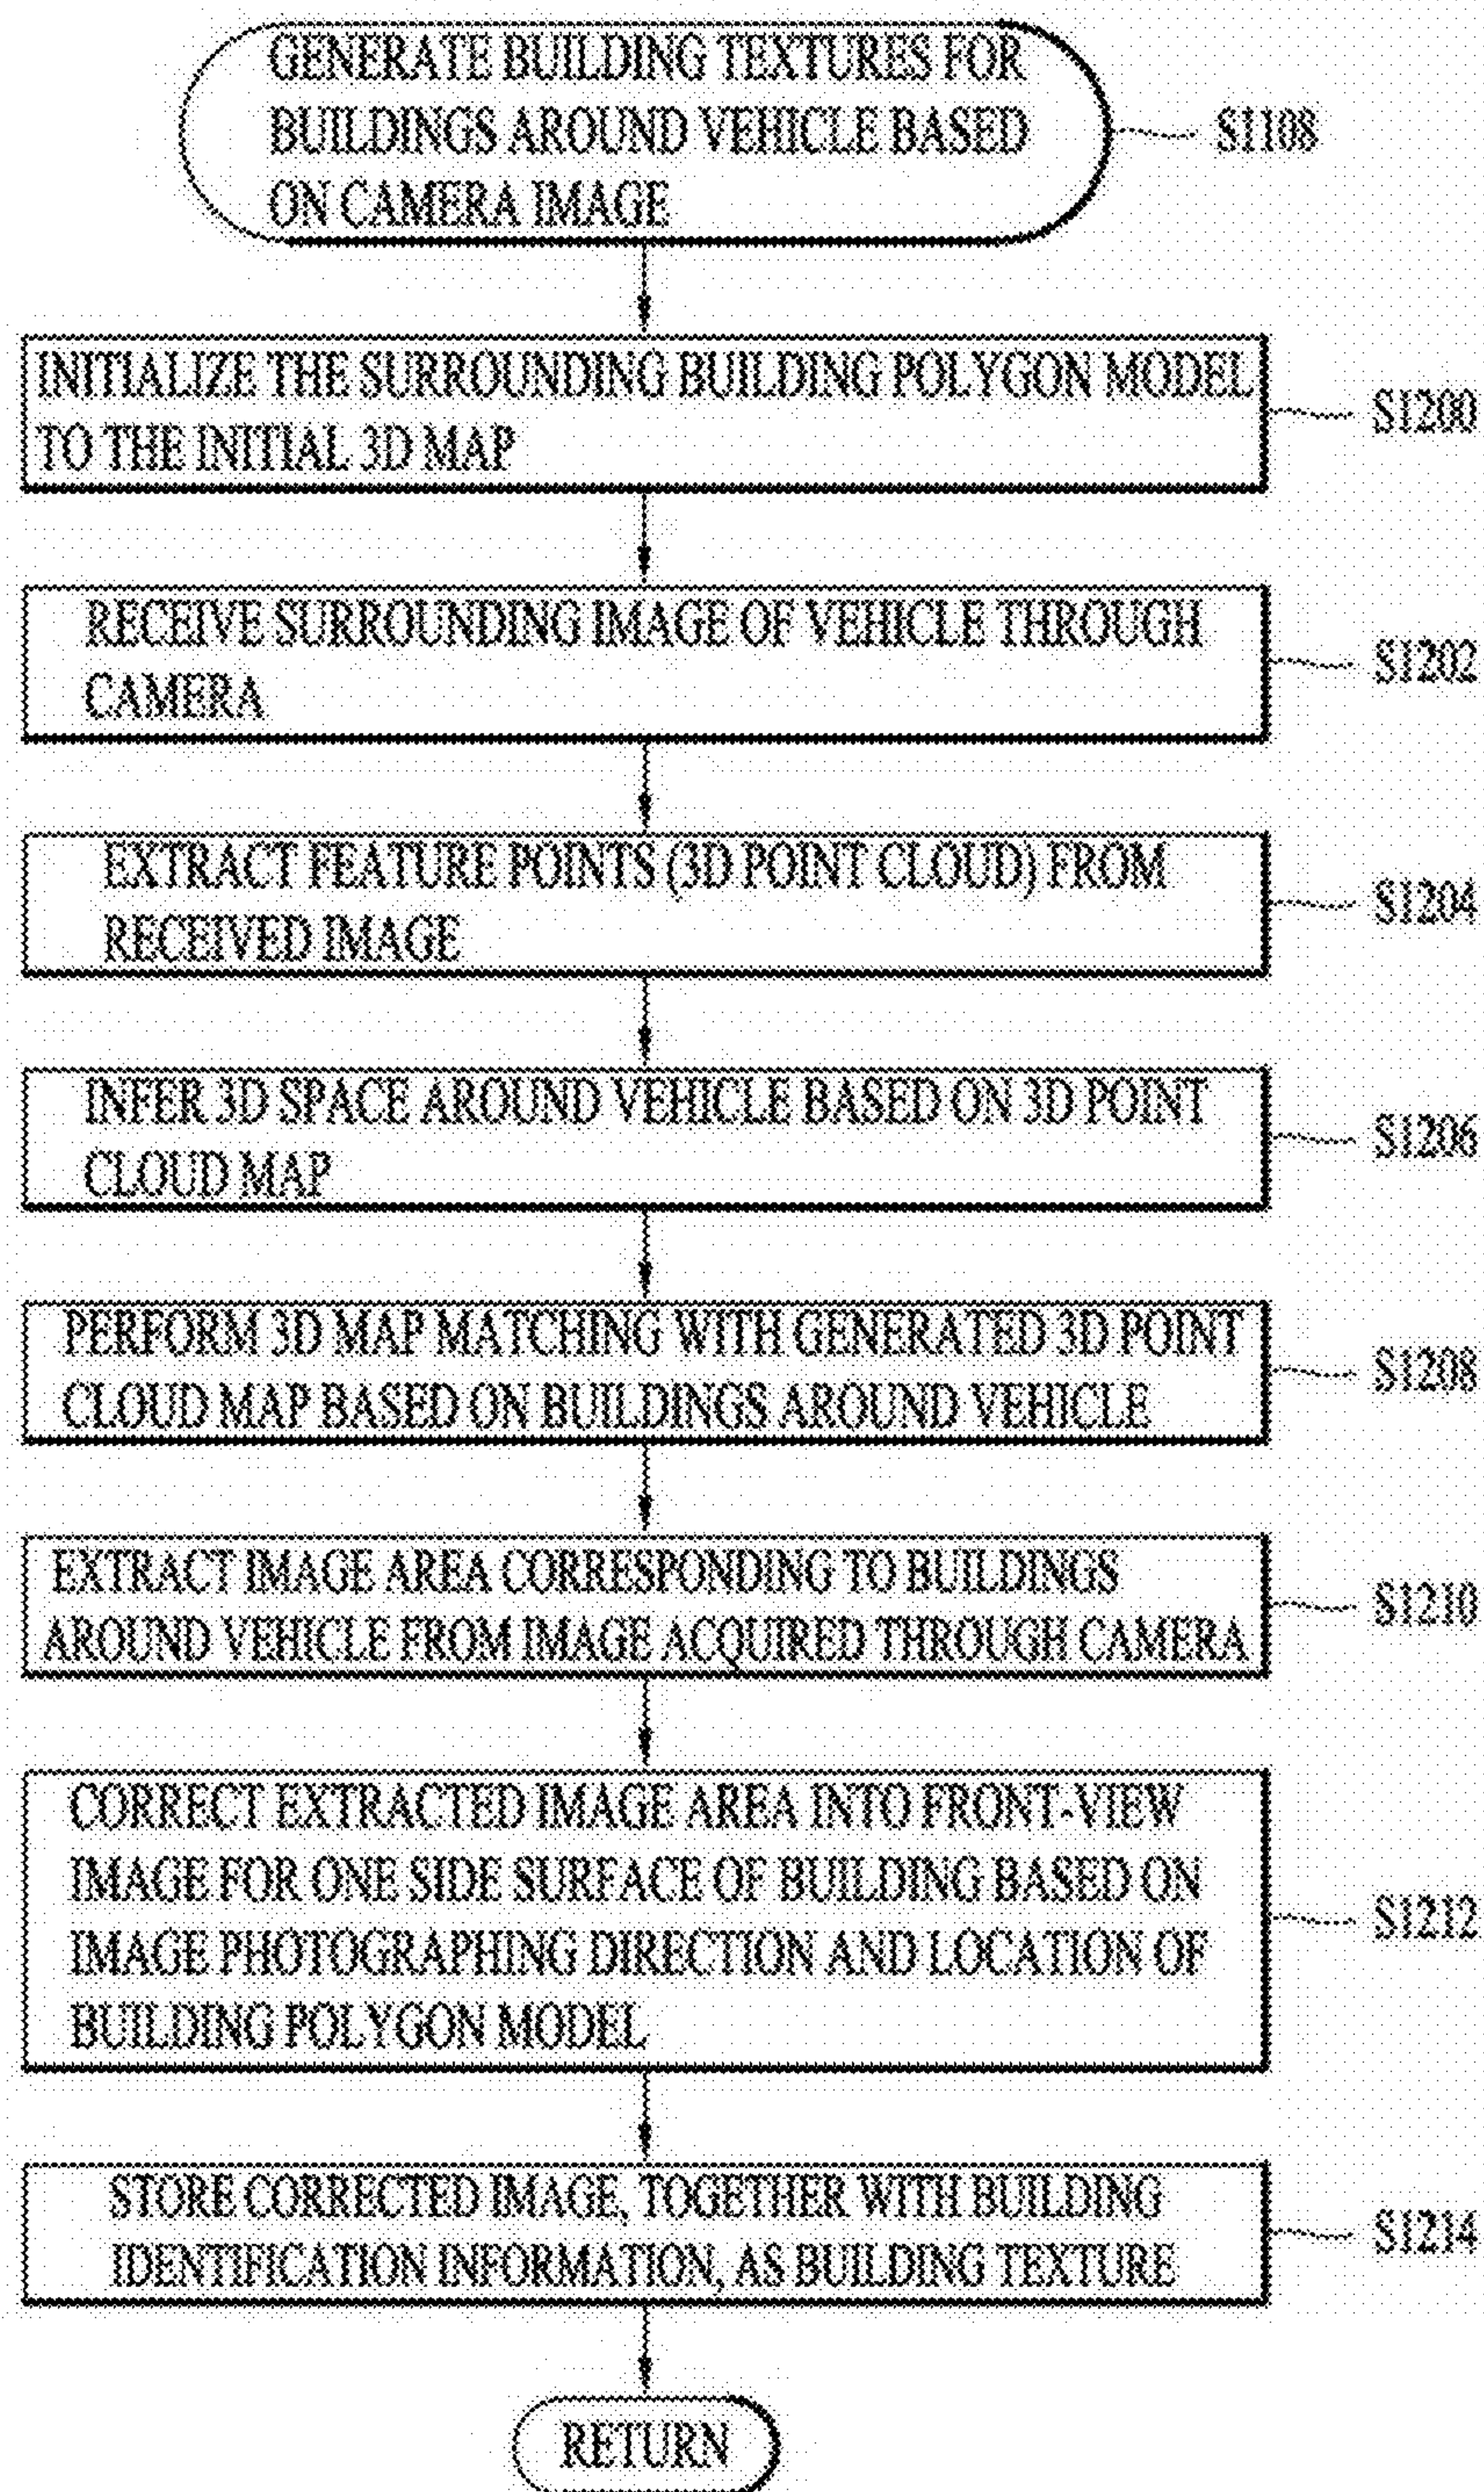 GENERATE BUILDING TEXTURES FOR
BUILDINGS AROUND VEHICLE BASED
ON CAMERA IMAGE
S1108
INITIALIZE THE SURROUNDING BUILDING POLYGON MODEL
TO THE INITIAL 3D MAP
S1200
RECEIVE SURROUNDING IMAGE OF VEHICLE THROUGH
CAMERA
S1202
EXTRACT FEATURE POINTS (3D POINT CLOUD) FROM
RECEIVED IMAGE
S1204
INFER 3D SPACE AROUND VEHICLE BASED ON 3D POINT
CLOUD MAP
S1206
PERFORM 3D MAP MATCHING WITH GENERATED 3D POINT
CLOUD MAP BASED ON BUILDINGS AROUND VEHICLE
S1208
EXTRACT IMAGE AREA CORRESPONDING TO BUILDINGS
AROUND VEHICLE FROM IMAGE ACQUIRED THROUGH CAMERA
S1210
CORRECT EXTRACTED IMAGE AREA INTO FRONT-VIEW
IMAGE FOR ONE SIDE SURFACE OF BUILDING BASED ON
IMAGE PHOTOGRAPHING DIRECTION AND LOCATION OF
BUILDING POLYGON MODEL
S1212
STORE CORRECTED IMAGE, TOGETHER WITH BUILDING
IDENTIFICATION INFORMATION, AS BUILDING TEXTURE
S1214
RETURN